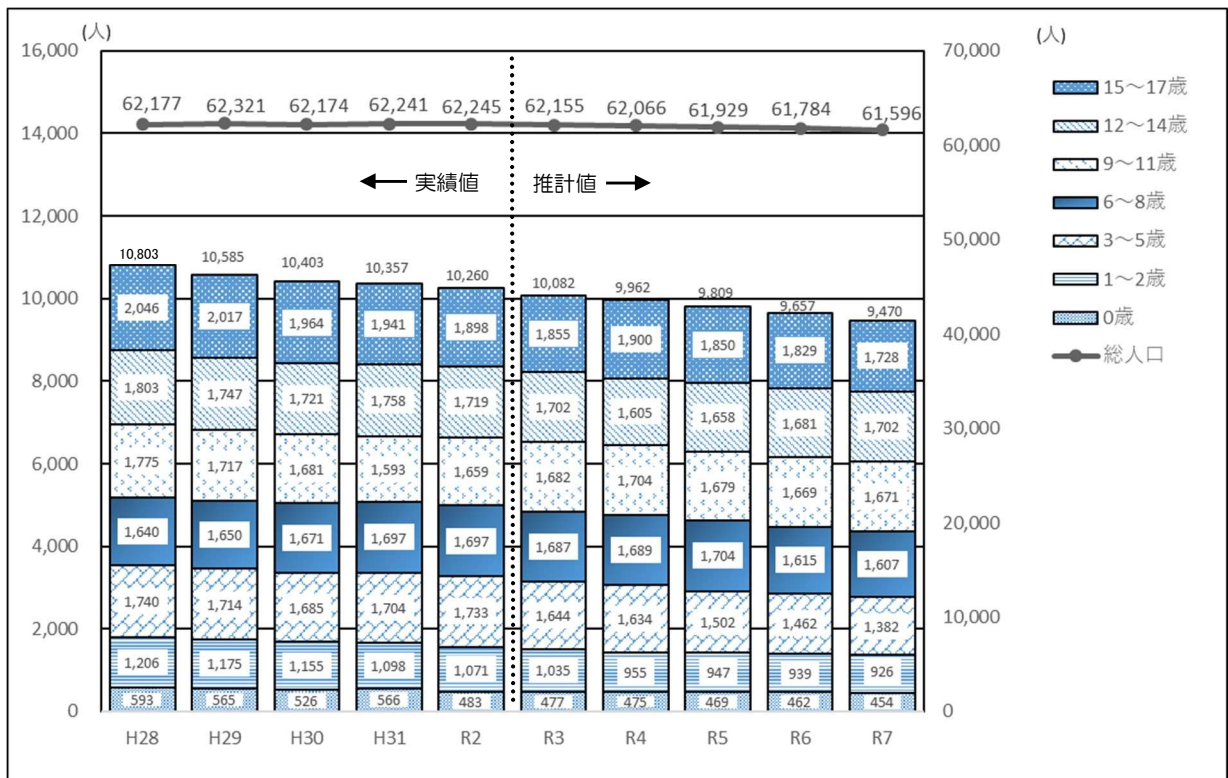 (人)
(人)
16,000
14,000
12,000
10,000
8,000
6,000
4,000
2,000
0
70,000
60,000
50,000
40,000
30,000
20,000
10,000
0
62,177 62,321 62,174 62,241 62,245 62,155 62,066 61,929 61,784 61,596
実績値 推計値
10,803 10,585 10,403 10,357 10,260 10,082 9,962 9,809 9,657 9,470
2,046 2,017 1,964 1,941 1,898 1,855 1,900 1,850 1,829 1,728
1,803 1,747 1,721 1,758 1,719 1,702 1,605 1,658 1,681 1,702
1,775 1,717 1,681 1,593 1,659 1,682 1,704 1,679 1,669 1,671
1,640 1,650 1,671 1,697 1,697 1,687 1,689 1,704 1,615 1,607
1,740 1,714 1,685 1,704 1,733 1,644 1,634 1,502 1,462 1,382
1,206 1,175 1,155 1,098 1,071 1,035 955 947 939 926
593 565 526 566 483 477 475 469 462 454
H28 H29 H30 H31 R2 R3 R4 R5 R6 R7
15～17歳
12～14歳
9～11歳
6～8歳
3～5歳
1～2歳
0歳
総人口